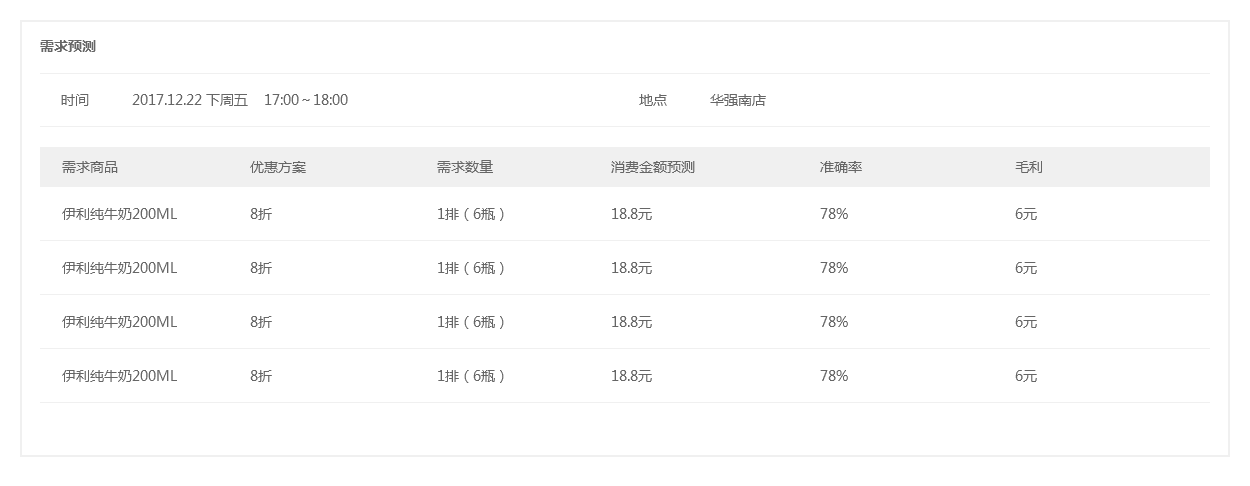 需求预测
时间 2017.12.22 下周五 17:00 ~ 18:00 地点 华强南店
需求商品 优惠方案 需求数量 消费金额预测 准确率 毛利
伊利纯牛奶200ML 8折 1排（6瓶） 18.8元 78% 6元
伊利纯牛奶200ML 8折 1排（6瓶） 18.8元 78% 6元
伊利纯牛奶200ML 8折 1排（6瓶） 18.8元 78% 6元
伊利纯牛奶200ML 8折 1排（6瓶） 18.8元 78% 6元